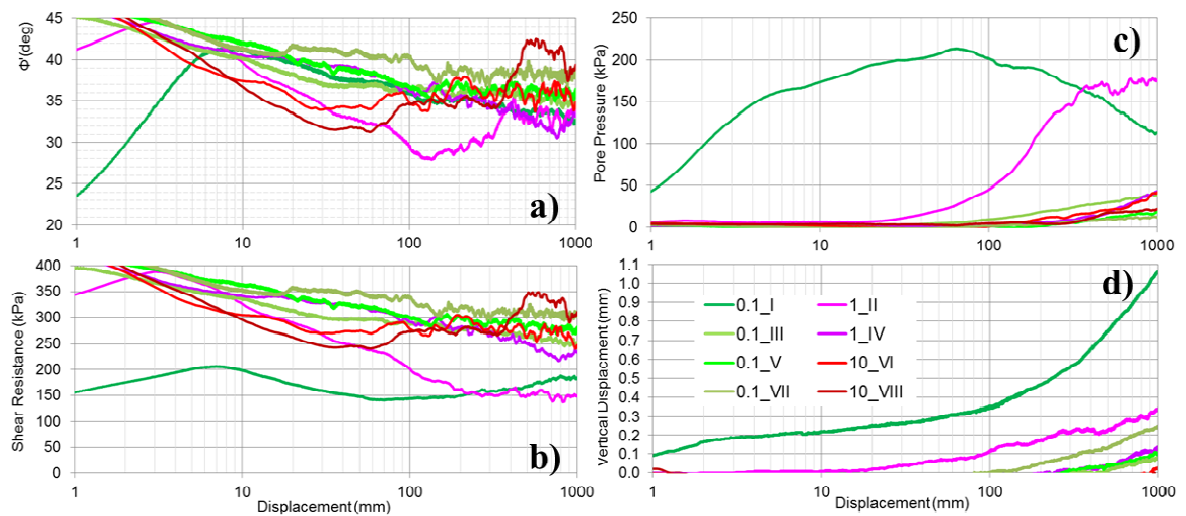 45
40
35
30
25
20
Φ'(deg)
a)
1
10
100
1000
250
200
150
100
50
0
Pore Pressure (kPa)
c)
1
10
100
1000
400
350
300
250
200
150
100
50
0
Shear Resistance (kPa)
b)
1
10
100
1000
Displacement (mm)
1.1
1.0
0.9
0.8
0.7
0.6
0.5
0.4
0.3
0.2
0.1
0.0
Vertical Displacment (mm)
d)
0.1_I
1_II
0.1_III
1_IV
0.1_V
10_VI
0.1_VII
10_VIII
1
10
100
1000
Displacement (mm)